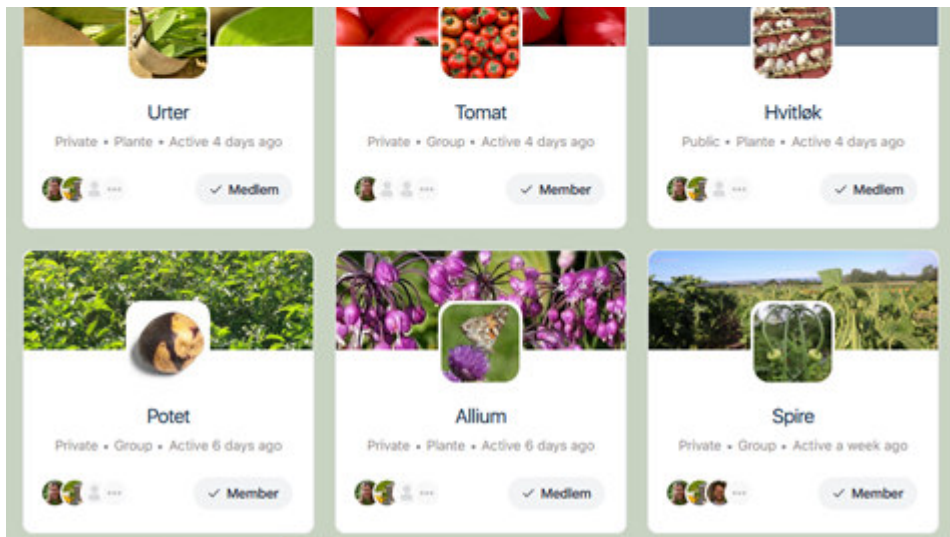 Urter
Private • Plante • Active 4 days ago
✓ Medlem
Tomat
Private • Group • Active 4 days ago
✓ Member
Hvitløk
Public • Plante • Active 4 days ago
✓ Medlem
Potet
Private • Group • Active 6 days ago
✓ Member
Allium
Private • Plante • Active 6 days ago
✓ Medlem
Spire
Private • Group • Active a week ago
✓ Member